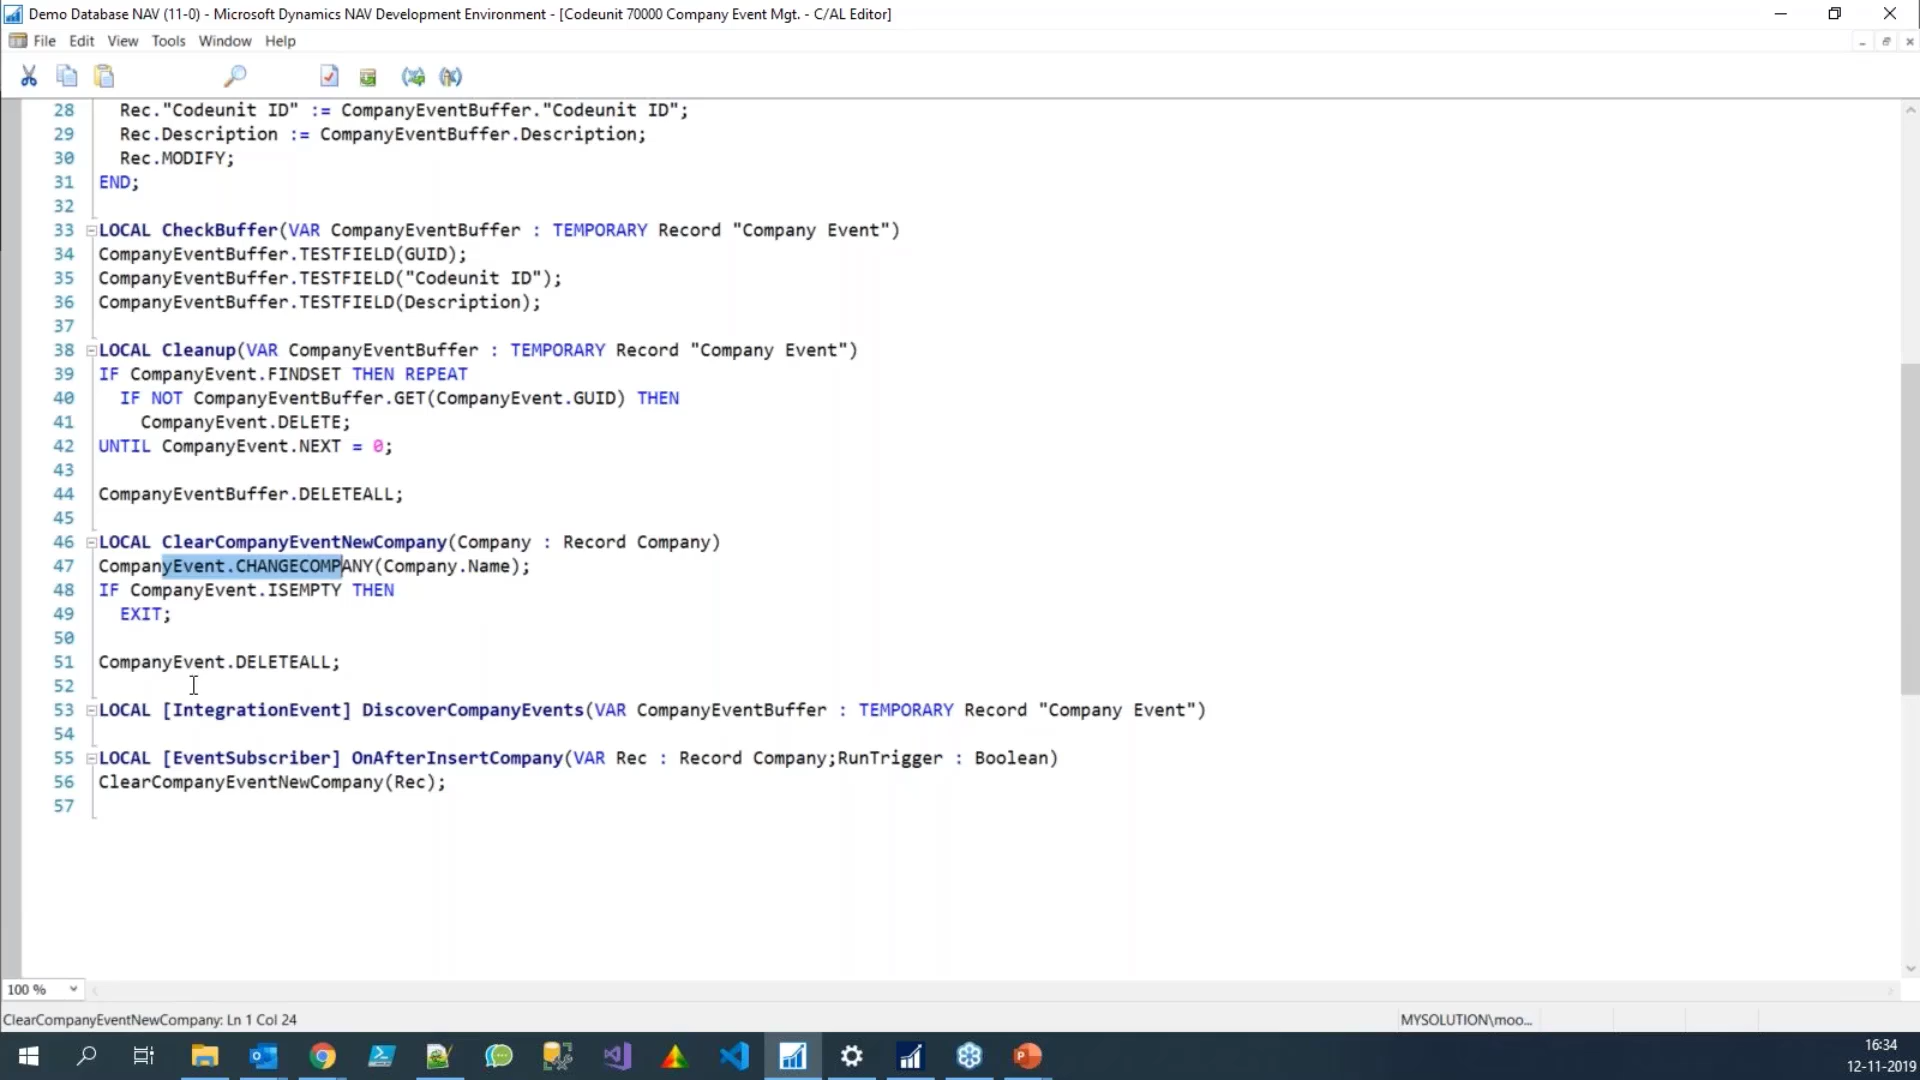 Demo Database NAV (11-0) - Microsoft Dynamics NAV Development Environment - [Codeunit 70000 Company Event Mgt. - C/AL Editor]
File Edit View Tools Window Help
28 Rec."Codeunit ID" := CompanyEventBuffer."Codeunit ID";
29 Rec.Description := CompanyEventBuffer.Description;
30 Rec.MODIFY;
31 END;
32
33 LOCAL CheckBuffer(VAR CompanyEventBuffer : TEMPORARY Record "Company Event")
34 CompanyEventBuffer.TESTFIELD(GUID);
35 CompanyEventBuffer.TESTFIELD("Codeunit ID");
36 CompanyEventBuffer.TESTFIELD(Description);
37
38 LOCAL Cleanup(VAR CompanyEventBuffer : TEMPORARY Record "Company Event")
39 IF CompanyEvent.FINDSET THEN REPEAT
40 IF NOT CompanyEventBuffer.GET(CompanyEvent.GUID) THEN
41 CompanyEvent.DELETE;
42 UNTIL CompanyEvent.NEXT = 0;
43
44 CompanyEventBuffer.DELETEALL;
45
46 LOCAL ClearCompanyEventNewCompany(Company : Record Company)
47 CompanyEvent.CHANGECOMPANY(Company.Name);
48 IF CompanyEvent.ISEMPTY THEN
49 EXIT;
50
51 CompanyEvent.DELETEALL;
52
53 LOCAL [IntegrationEvent] DiscoverCompanyEvents(VAR CompanyEventBuffer : TEMPORARY Record "Company Event")
54
55 LOCAL [EventSubscriber] OnAfterInsertCompany(VAR Rec : Record Company;RunTrigger : Boolean)
56 ClearCompanyEventNewCompany(Rec);
57
100 %
ClearCompanyEventNewCompany: Ln 1 Col 24
MYSOLUTION\moo...
16:34
12-11-2019